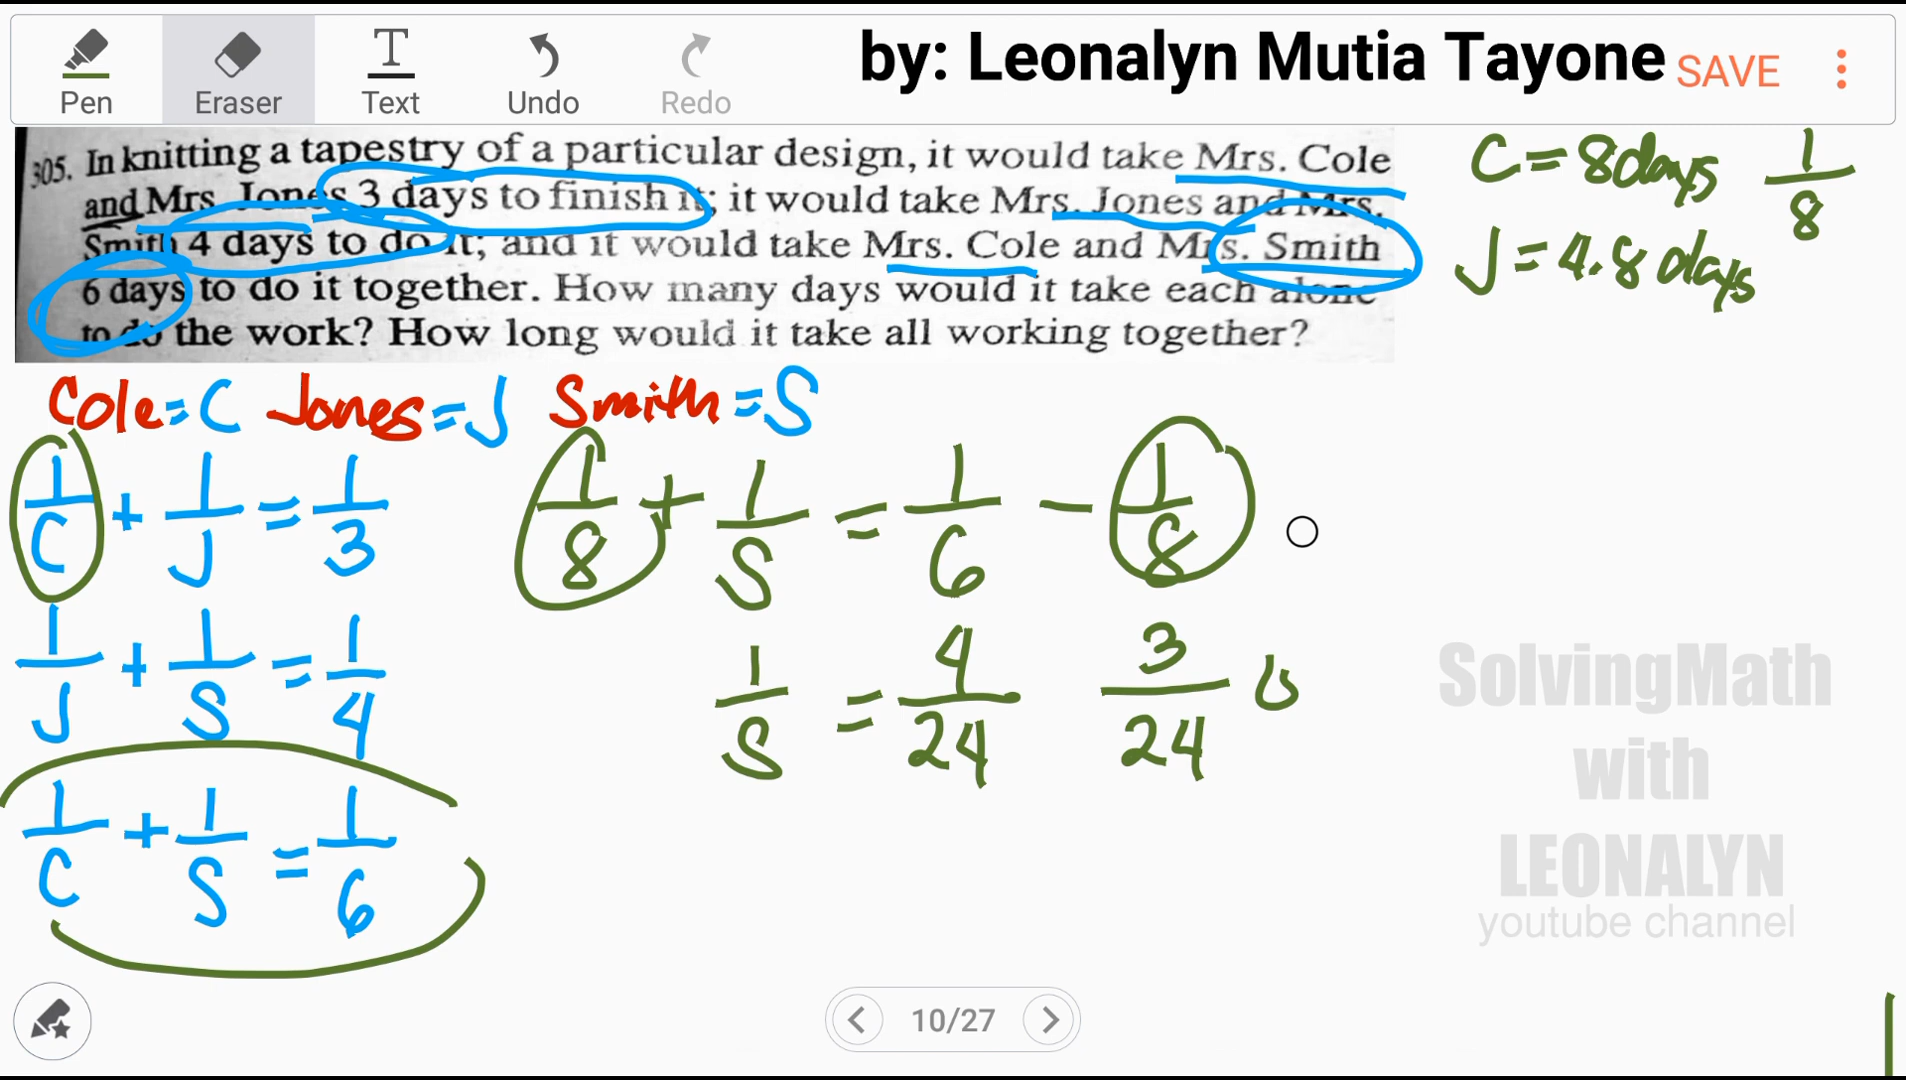 by: Leonalyn Mutia Tayone
SAVE
Pen Eraser Text Undo Redo
305. In knitting a tapestry of a particular design, it would take Mrs. Cole
and Mrs. Jones 3 days to finish it; it would take Mrs. Jones and Mrs.
Smith 4 days to do it; and it would take Mrs. Cole and Mrs. Smith
6 days to do it together. How many days would it take each alone
to do the work? How long would it take all working together?
C = 8 days 1/8
J = 4.8 days
Cole = C Jones = J Smith = S
1/C + 1/J = 1/3
1/J + 1/S = 1/4
1/C + 1/S = 1/6
1/8 + 1/S = 1/6 - 1/8
1/S = 4/24 3/24
SolvingMath
with
LEONALYN
youtube channel
10/27